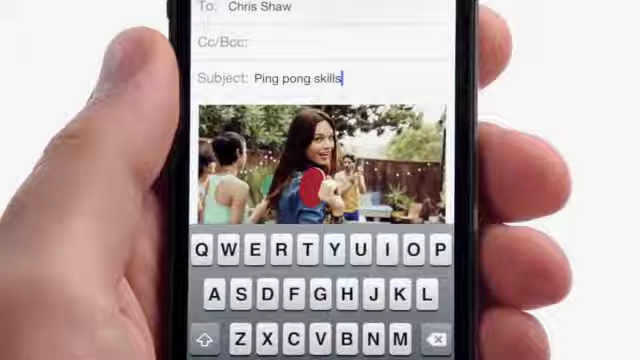 To: Chris Shaw
Cc/Bcc:
Subject: Ping pong skills
Q W E R T Y U I O P
A S D F G H J K L
Z X C V B N M